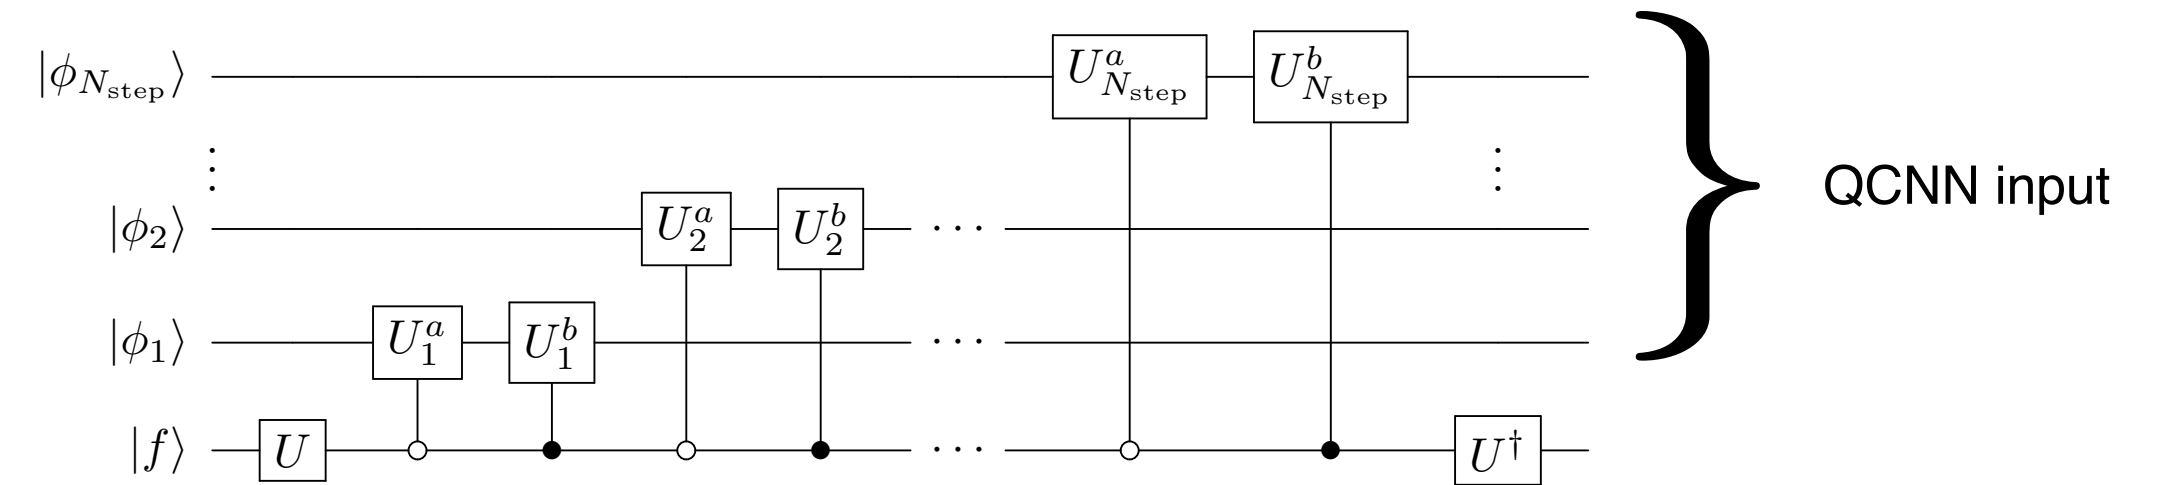 |ϕ_{N_step}⟩ U^a_{N_step} U^b_{N_step}
⋮ ⋮ QCNN input
|ϕ_2⟩ U^a_2 U^b_2 ⋯
|ϕ_1⟩ U^a_1 U^b_1 ⋯
|f⟩ U ⋯ U^†